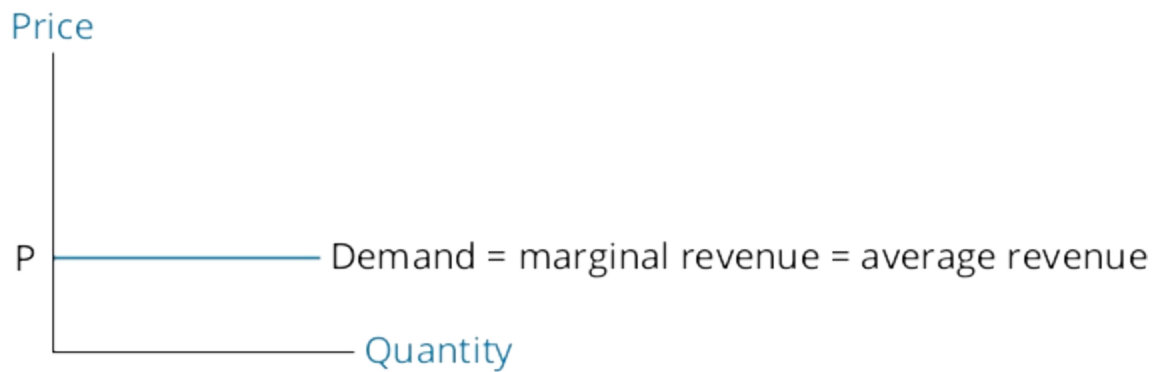 Price
P
Demand = marginal revenue = average revenue
Quantity